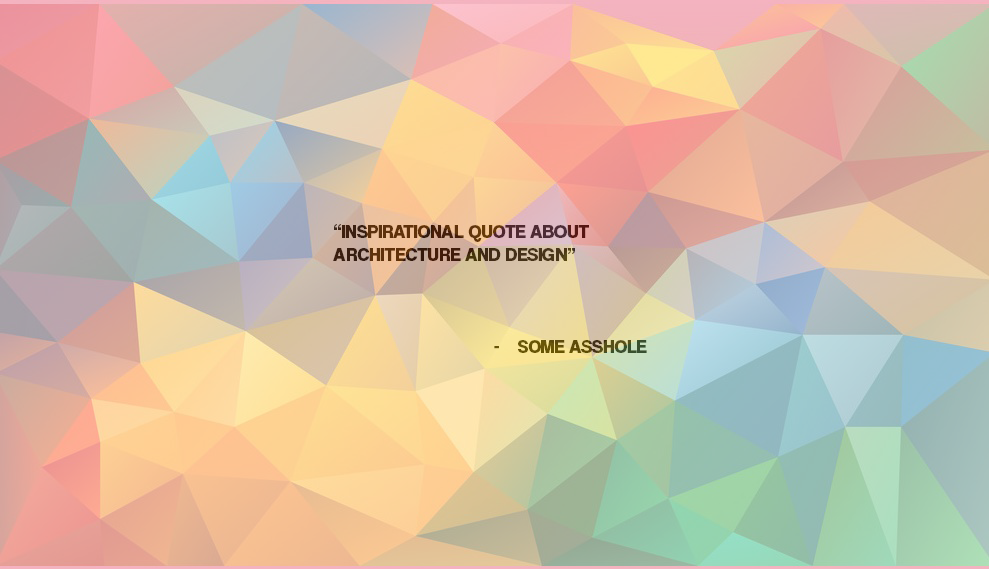 “INSPIRATIONAL QUOTE ABOUT
ARCHITECTURE AND DESIGN”
- SOME ASSHOLE